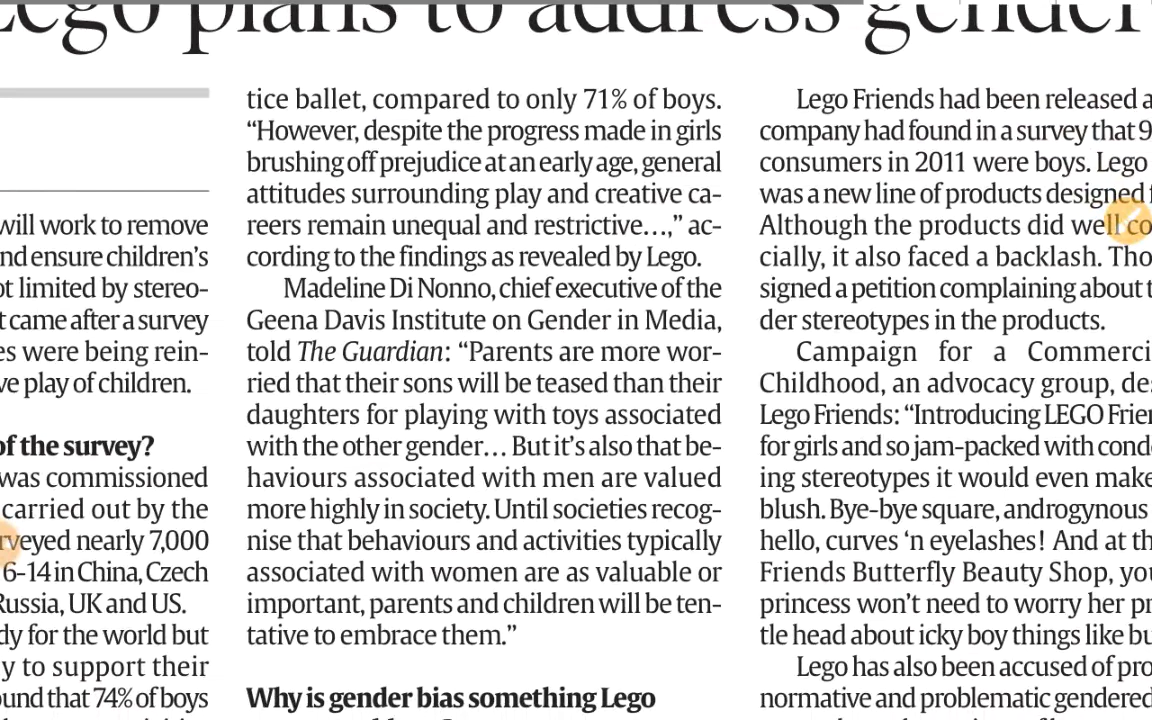 Lego plans to address gender
will work to remove
nd ensure children's
ot limited by stereo-
t came after a survey
es were being rein-
ve play of children.
of the survey?
was commissioned
carried out by the
rveyed nearly 7,000
6-14 in China, Czech
Russia, UK and US.
dy for the world but
y to support their
ound that 74% of boys
tice ballet, compared to only 71% of boys.
“However, despite the progress made in girls
brushing off prejudice at an early age, general
attitudes surrounding play and creative ca-
reers remain unequal and restrictive…,” ac-
cording to the findings as revealed by Lego.
Madeline Di Nonno, chief executive of the
Geena Davis Institute on Gender in Media,
told The Guardian: “Parents are more wor-
ried that their sons will be teased than their
daughters for playing with toys associated
with the other gender… But it’s also that be-
haviours associated with men are valued
more highly in society. Until societies recog-
nise that behaviours and activities typically
associated with women are as valuable or
important, parents and children will be ten-
tative to embrace them.”
Why is gender bias something Lego
Lego Friends had been released a
company had found in a survey that 9
consumers in 2011 were boys. Lego
was a new line of products designed f
Although the products did well co
cially, it also faced a backlash. Tho
signed a petition complaining about t
der stereotypes in the products.
Campaign for a Commerci
Childhood, an advocacy group, des
Lego Friends: “Introducing LEGO Frien
for girls and so jam-packed with cond
ing stereotypes it would even make
blush. Bye-bye square, androgynous
hello, curves ‘n eyelashes! And at th
Friends Butterfly Beauty Shop, you
princess won’t need to worry her pr
tle head about icky boy things like bu
Lego has also been accused of pro
normative and problematic gendered